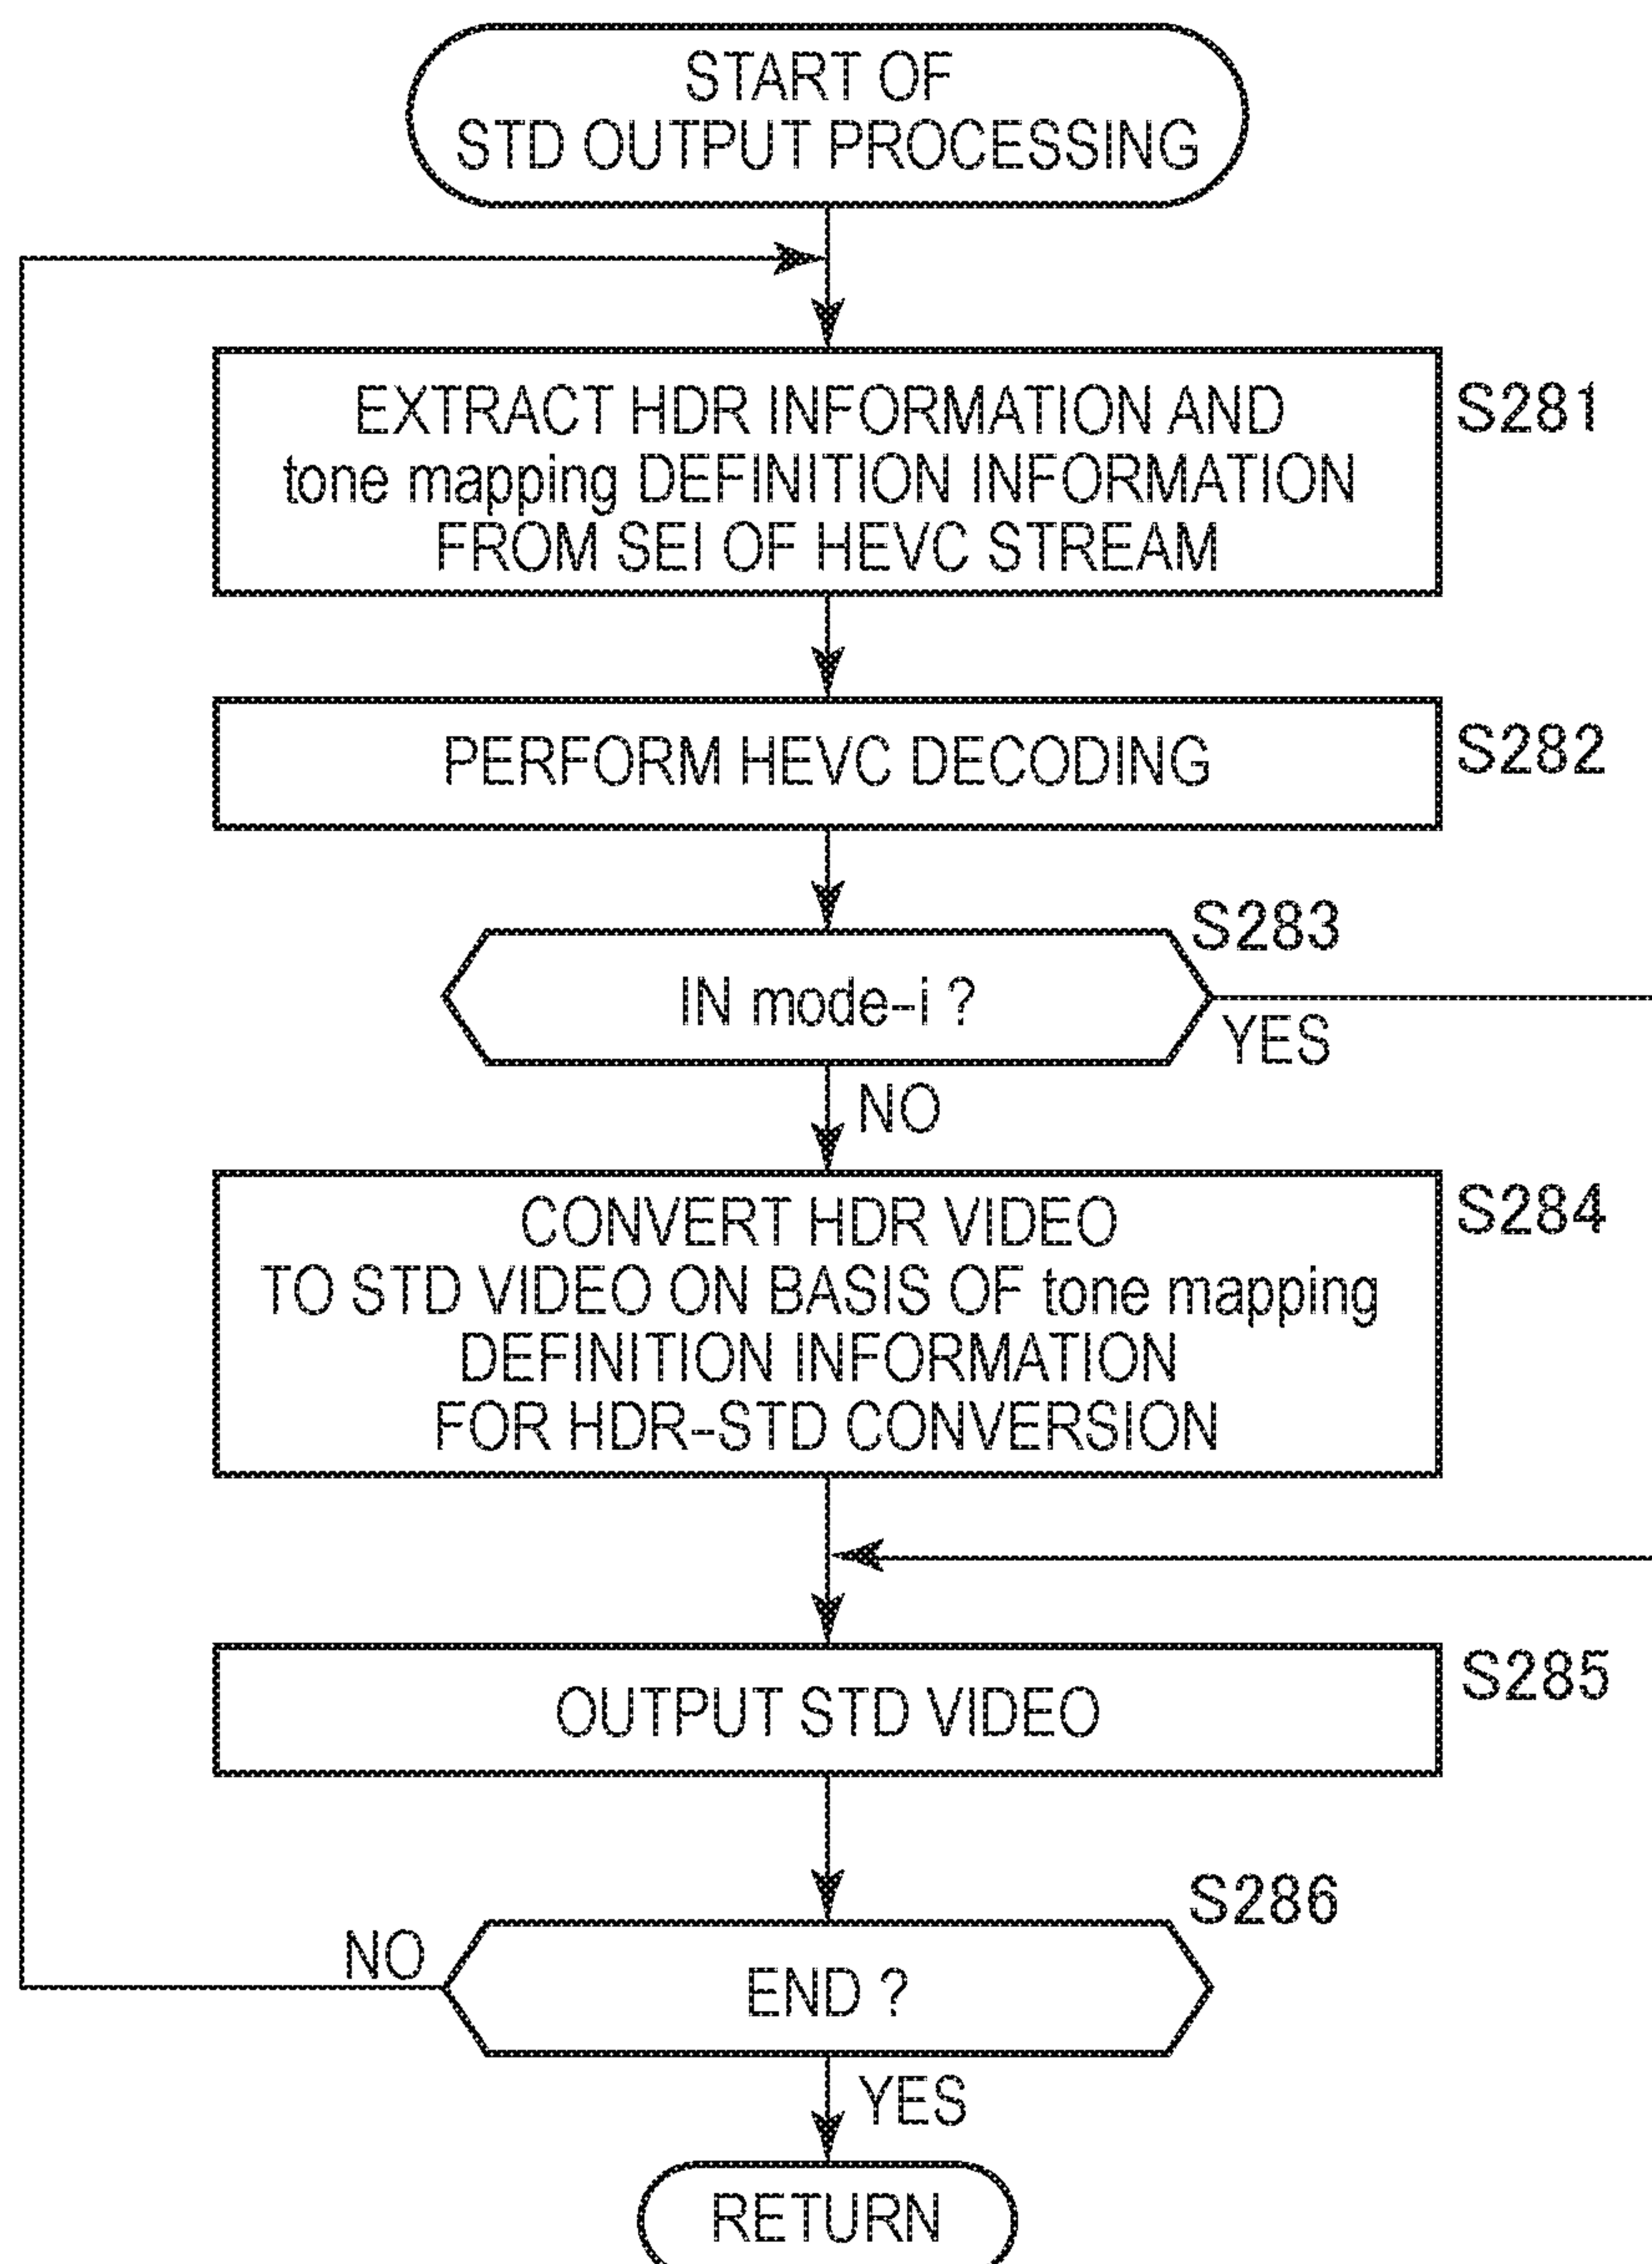 START OF
STD OUTPUT PROCESSING
EXTRACT HDR INFORMATION AND
tone mapping DEFINITION INFORMATION
FROM SEI OF HEVC STREAM
S281
PERFORM HEVC DECODING
S282
S283
IN mode-i ?
YES
NO
CONVERT HDR VIDEO
TO STD VIDEO ON BASIS OF tone mapping
DEFINITION INFORMATION
FOR HDR-STD CONVERSION
S284
OUTPUT STD VIDEO
S285
S286
NO
END ?
YES
RETURN